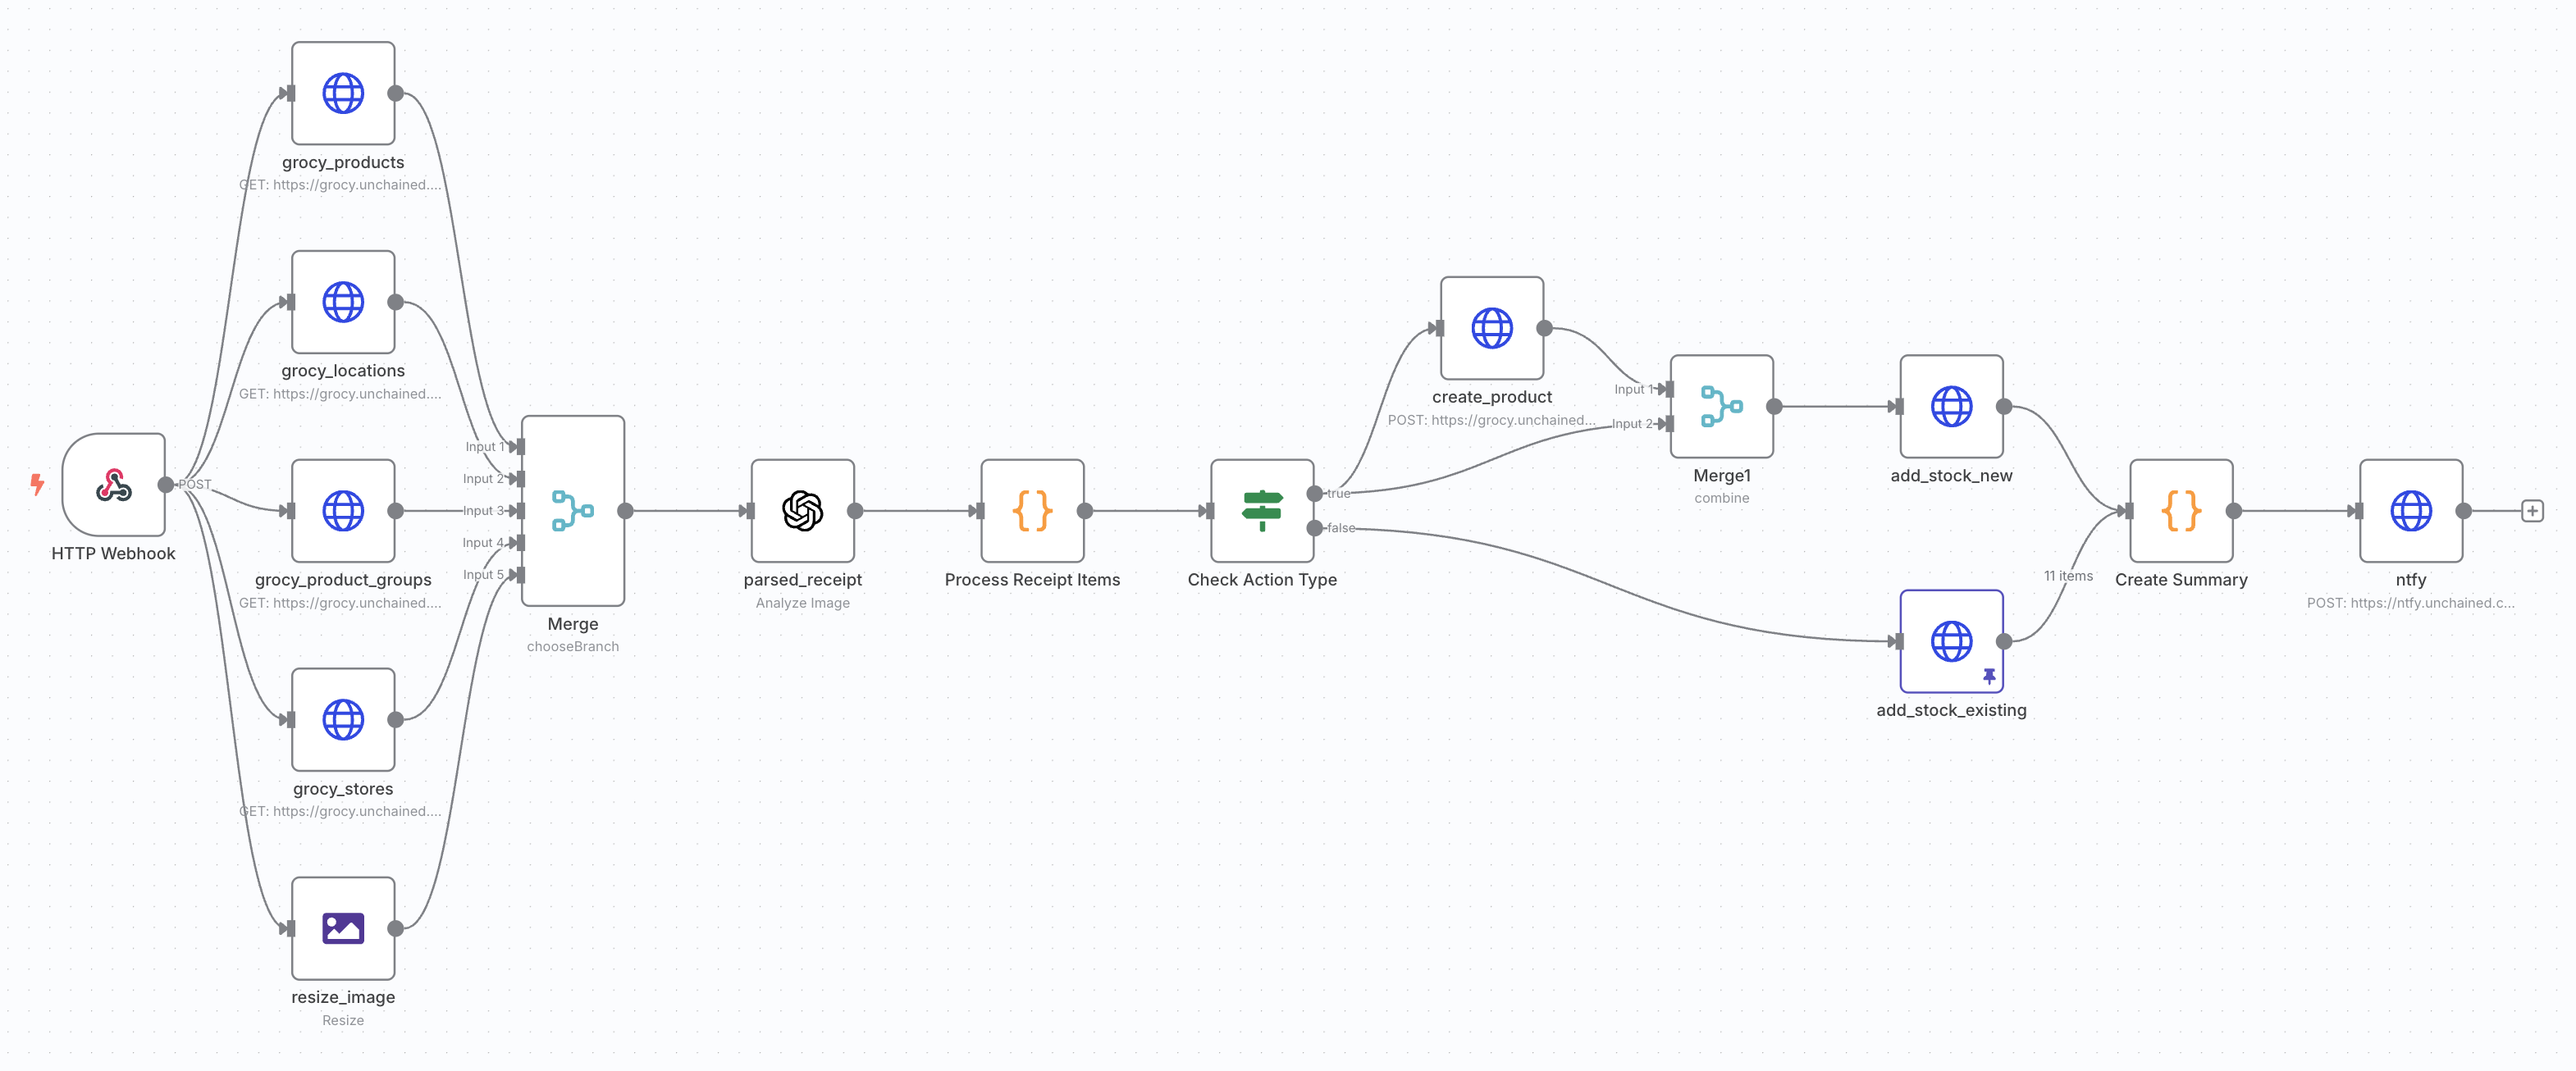 grocy_products
GET: https://grocy.unchained....
grocy_locations
GET: https://grocy.unchained....
POST
HTTP Webhook
grocy_product_groups
GET: https://grocy.unchained....
grocy_stores
GET: https://grocy.unchained....
resize_image
Resize
Input 1
Input 2
Input 3
Input 4
Input 5
Merge
chooseBranch
parsed_receipt
Analyze Image
Process Receipt Items
Check Action Type
true
false
create_product
POST: https://grocy.unchained...
Input 1
Input 2
Merge1
combine
add_stock_new
add_stock_existing
11 items
Create Summary
ntfy
POST: https://ntfy.unchained.c...